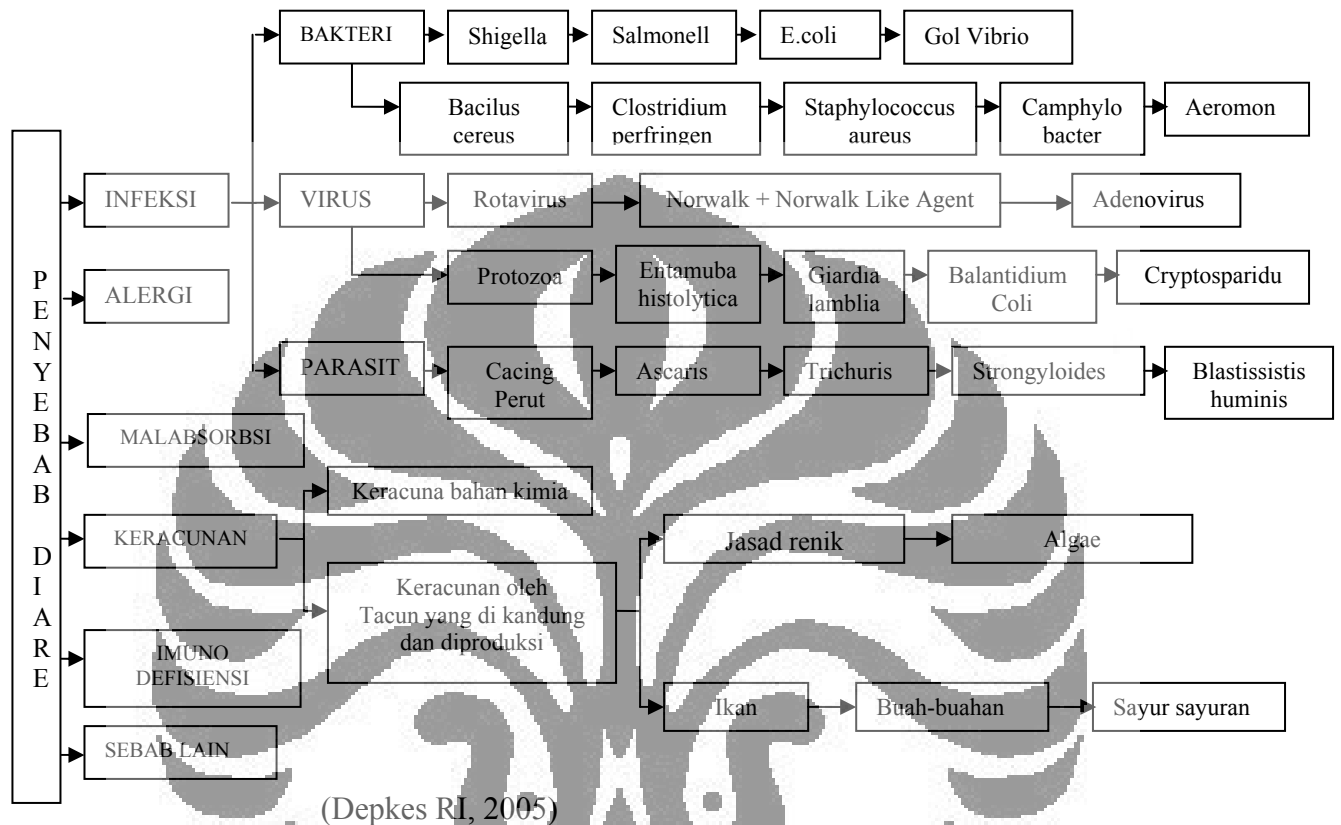 BAKTERI
Shigella
Salmonell
E.coli
Gol Vibrio
Bacilus
cereus
Clostridium
perfringen
Staphylococcus
aureus
Camphylo
bacter
Aeromon
PENYEBAB DIARE
INFEKSI
VIRUS
Rotavirus
Norwalk + Norwalk Like Agent
Adenovirus
ALERGI
Protozoa
Entamuba
histolytica
Giardia
lamblia
Balantidium
Coli
Cryptosparidu
PARASIT
Cacing
Perut
Ascaris
Trichuris
Strongyloides
Blastissistis
huminis
MALABSORBSI
Keracuna bahan kimia
KERACUNAN
Jasad renik
Algae
Keracunan oleh
Tacun yang di kandung
dan diproduksi
IMUNO
DEFISIENSI
Ikan
Buah-buahan
Sayur sayuran
SEBAB LAIN
(Depkes RI, 2005)